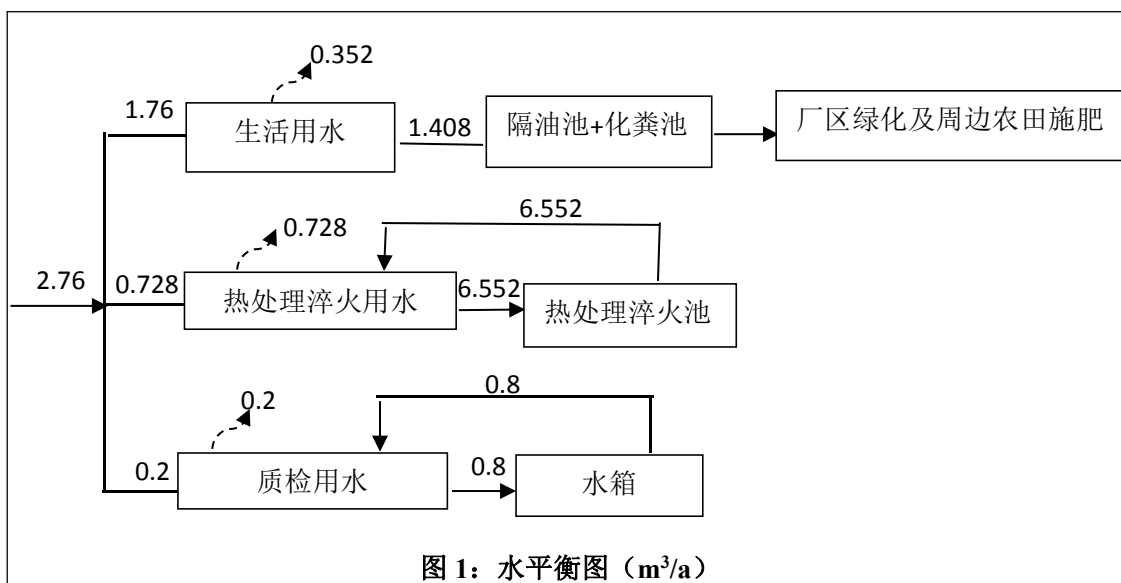 0.352
1.76
生活用水
1.408
隔油池+化粪池
厂区绿化及周边农田施肥
6.552
0.728
2.76
0.728
热处理淬火用水
6.552
热处理淬火池
0.8
0.2
0.2
质检用水
0.8
水箱
图 1：水平衡图（m³/a）